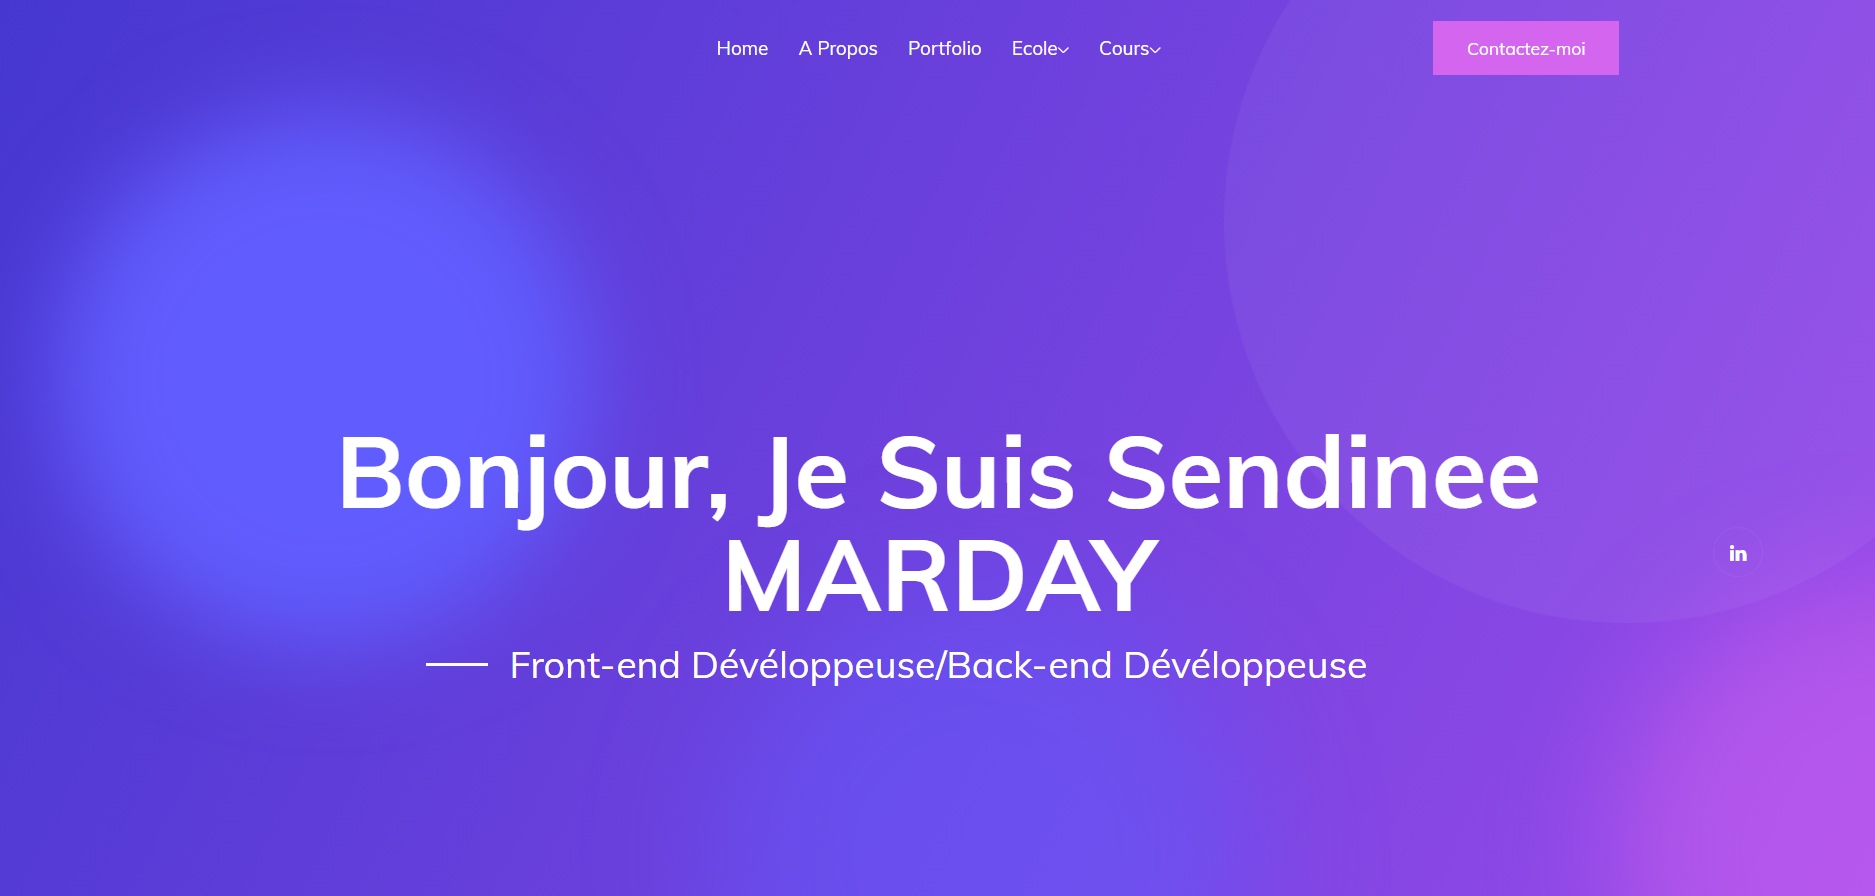 Home A Propos Portfolio Ecole Cours Contactez-moi
Bonjour, Je Suis Sendinee
MARDAY
in
Front-end Dévéloppeuse/Back-end Dévéloppeuse